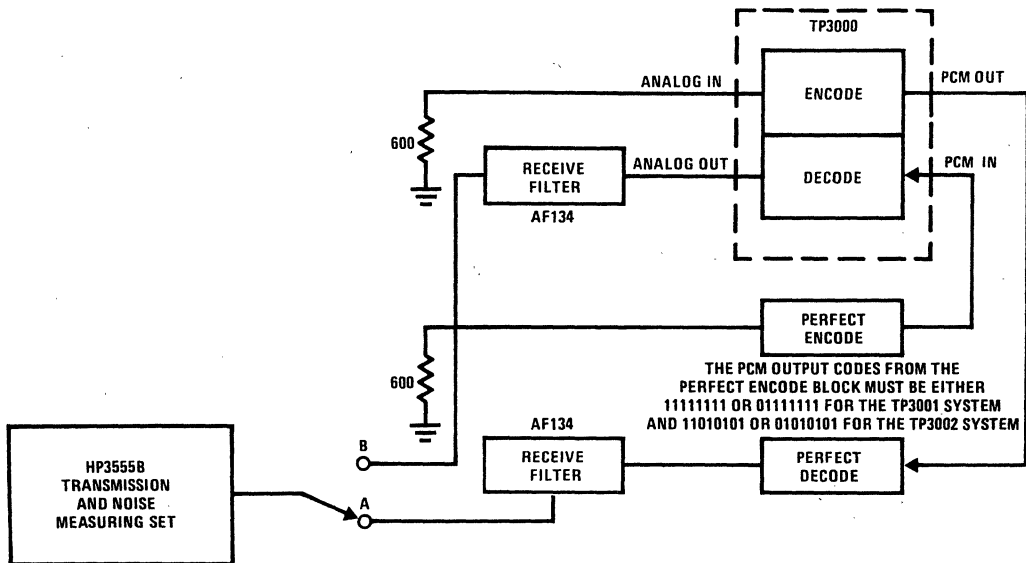 TP3000
ANALOG IN
ENCODE
PCM OUT
600
RECEIVE
FILTER
ANALOG OUT
DECODE
PCM IN
AF134
PERFECT
ENCODE
600
THE PCM OUTPUT CODES FROM THE
PERFECT ENCODE BLOCK MUST BE EITHER
11111111 OR 01111111 FOR THE TP3001 SYSTEM
AND 11010101 OR 01010101 FOR THE TP3002 SYSTEM
AF134
B
RECEIVE
FILTER
PERFECT
DECODE
HP3555B
TRANSMISSION
AND NOISE
MEASURING SET
A